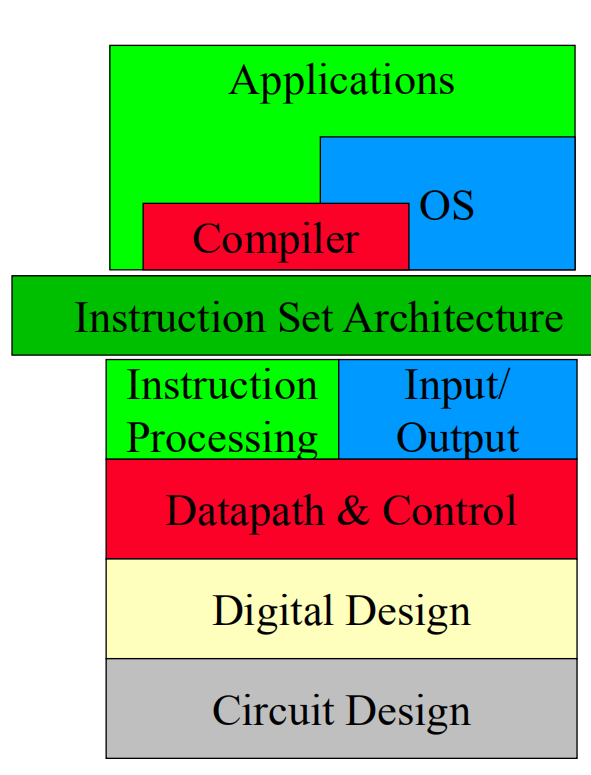 Applications
OS
Compiler
Instruction Set Architecture
Instruction
Processing
Input/
Output
Datapath & Control
Digital Design
Circuit Design